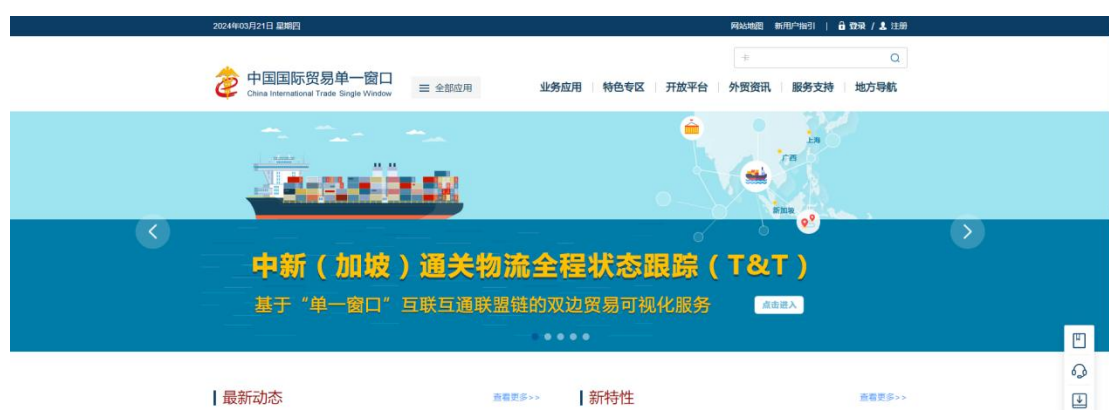 2024年03月21日 星期四
网站地图 新用户指引 | 登录 / 注册
卡
中国国际贸易单一窗口
China International Trade Single Window
全部应用
业务应用 特色专区 开放平台 外贸资讯 服务支持 地方导航
上海
广西
新加坡
中新（加坡）通关物流全程状态跟踪（T&T）
基于“单一窗口”互联互通联盟链的双边贸易可视化服务 点击进入
最新动态 查看更多>> 新特性 查看更多>>